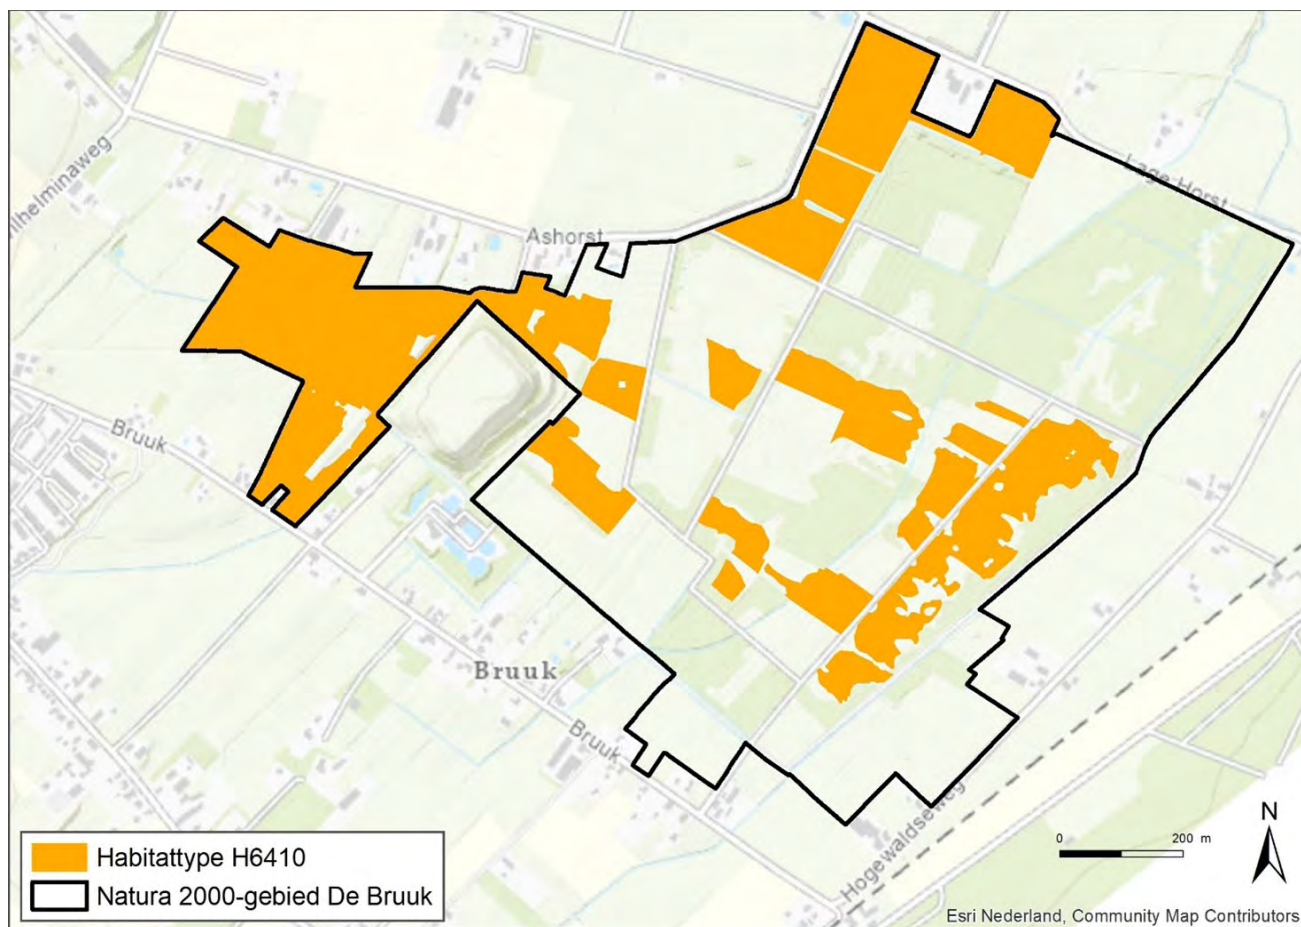 Wilhelminaweg
Lage Horst
Ashorst
Bruuk
Bruuk
Bruuk
Hogewaldseweg
N
0 200 m
Habitattype H6410
Natura 2000-gebied De Bruuk
Esri Nederland, Community Map Contributors